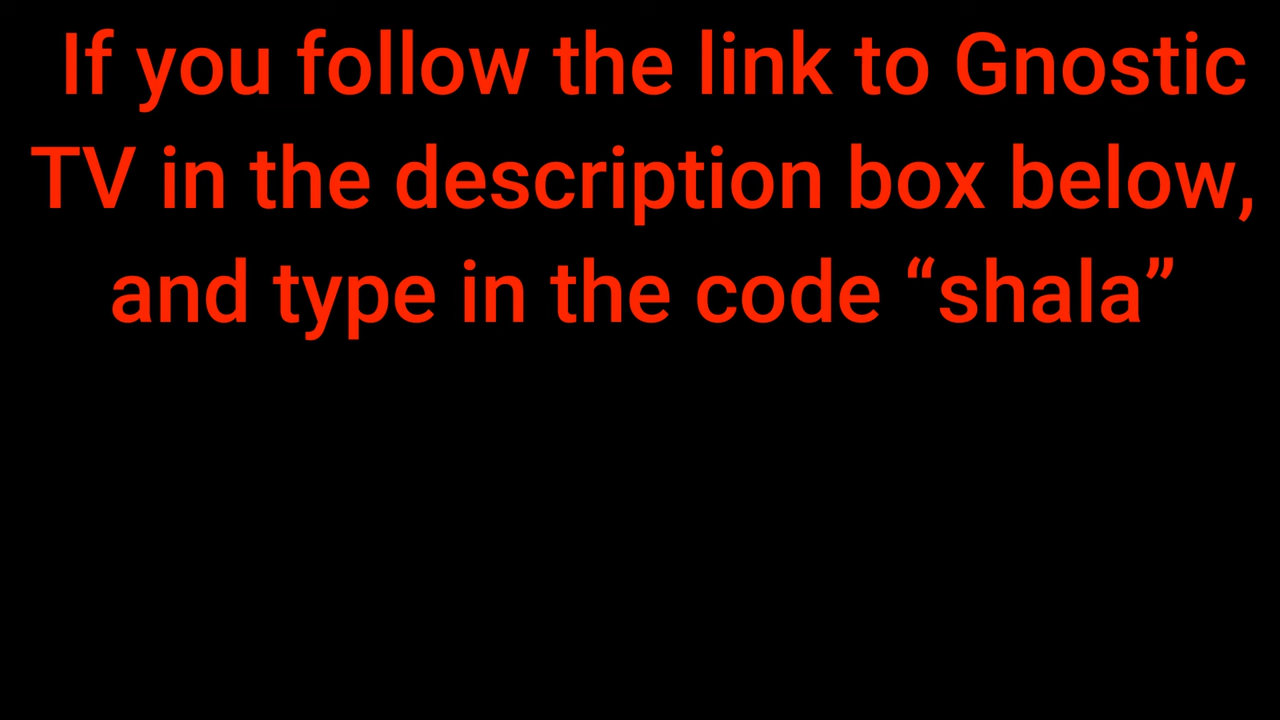 If you follow the link to Gnostic
TV in the description box below,
and type in the code “shala”